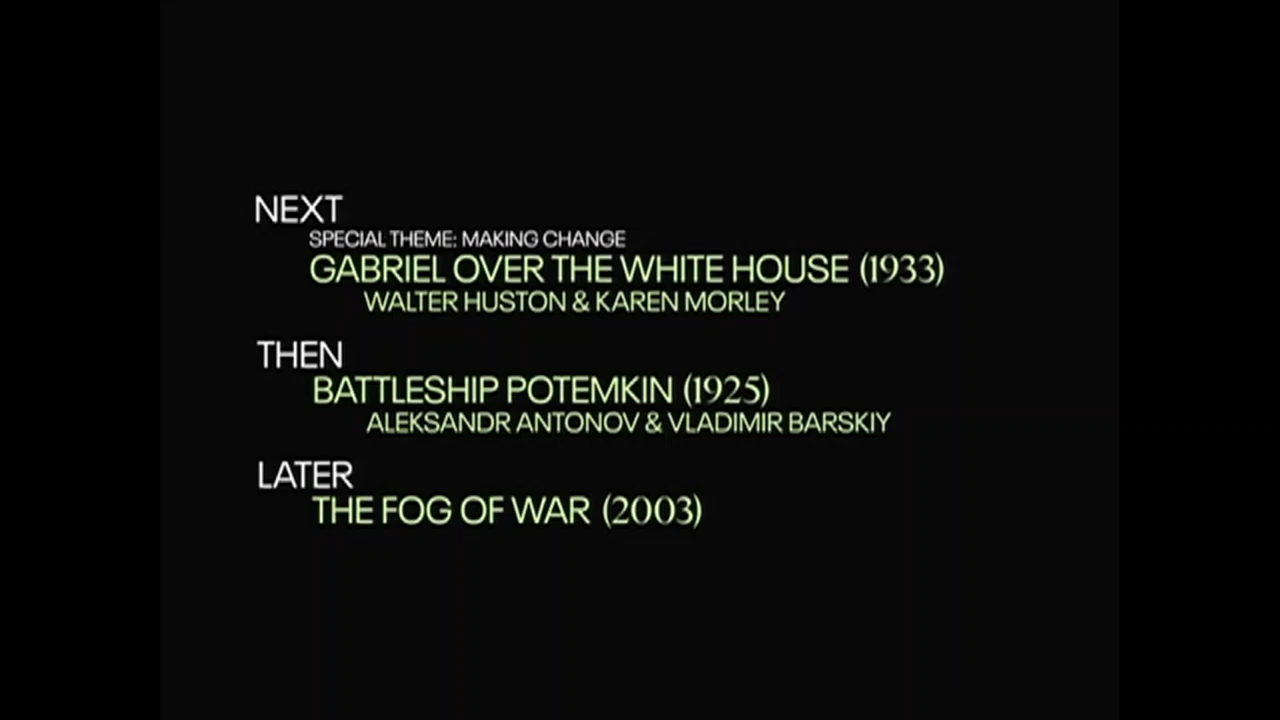 NEXT
SPECIAL THEME: MAKING CHANGE
GABRIEL OVER THE WHITE HOUSE (1933)
WALTER HUSTON & KAREN MORLEY
THEN
BATTLESHIP POTEMKIN (1925)
ALEKSANDR ANTONOV & VLADIMIR BARSKIY
LATER
THE FOG OF WAR (2003)